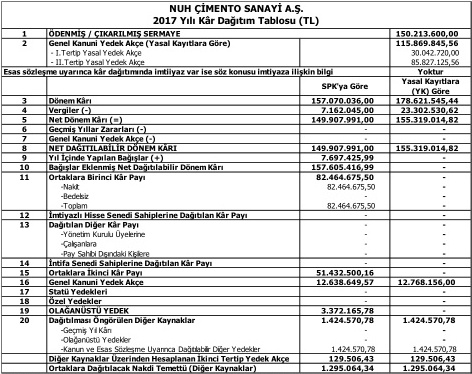 NUH ÇİMENTO SANAYİ A.Ş.
2017 Yılı Kâr Dağıtım Tablosu (TL)
1 ÖDENMİŞ / ÇIKARILMIŞ SERMAYE 150.213.600,00
2 Genel Kanuni Yedek Akçe (Yasal Kayıtlara Göre) 115.869.845,56
- I.Tertip Yasal Yedek Akçe 30.042.720,00
- II.Tertip Yasal Yedek Akçe 85.827.125,56
Esas sözleşme uyarınca kâr dağıtımında imtiyaz var ise söz konusu imtiyaza ilişkin bilgi Yoktur
SPK'ya Göre Yasal Kayıtlara (YK) Göre
3 Dönem Kârı 157.070.036,00 178.621.545,44
4 Vergiler (-) 7.162.045,00 23.302.530,62
5 Net Dönem Kârı (=) 149.907.991,00 155.319.014,82
6 Geçmiş Yıllar Zararları (-) - -
7 Genel Kanuni Yedek Akçe (-) - -
8 NET DAĞITILABİLİR DÖNEM KÂRI 149.907.991,00 155.319.014,82
9 Yıl İçinde Yapılan Bağışlar (+) 7.697.425,99 -
10 Bağışlar Eklenmiş Net Dağıtılabilir Dönem Kârı 157.605.416,99 -
11 Ortaklara Birinci Kâr Payı 82.464.675,50 -
-Nakit 82.464.675,50 -
-Bedelsiz - -
-Toplam 82.464.675,50 -
12 İmtiyazlı Hisse Senedi Sahiplerine Dağıtılan Kâr Payı - -
13 Dağıtılan Diğer Kâr Payı - -
-Yönetim Kurulu Üyelerine - -
-Çalışanlara - -
-Pay Sahibi Dışındaki Kişilere - -
14 İntifa Senedi Sahiplerine Dağıtılan Kâr Payı - -
15 Ortaklara İkinci Kâr Payı 51.432.500,16 -
16 Genel Kanuni Yedek Akçe 12.638.649,57 12.768.156,00
17 Statü Yedekleri - -
18 Özel Yedekler - -
19 OLAĞANÜSTÜ YEDEK 3.372.165,78 -
20 Dağıtılması Öngörülen Diğer Kaynaklar 1.424.570,78 1.424.570,78
-Geçmiş Yıl Kârı - -
-Olağanüstü Yedekler - -
-Kanun ve Esas Sözleşme Uyarınca Dağıtılabilir Diğer Yedekler 1.424.570,78 1.424.570,78
Diğer Kaynaklar Üzerinden Hesaplanan İkinci Tertip Yedek Akçe 129.506,43 129.506,43
Ortaklara Dağıtılacak Nakdi Temettü (Diğer Kaynaklar) 1.295.064,34 1.295.064,34